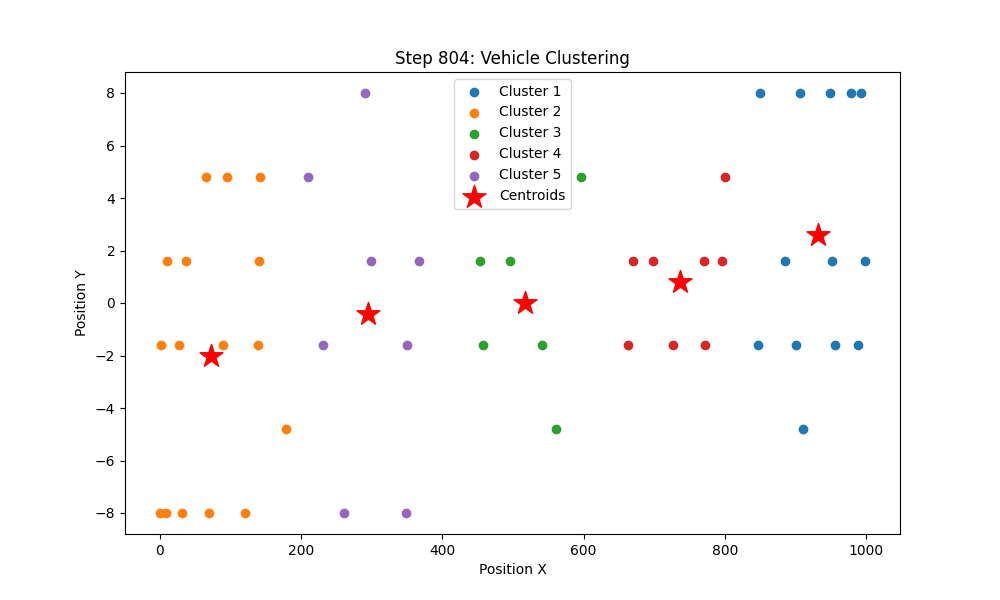 Step 804: Vehicle Clustering
Cluster 1
Cluster 2
Cluster 3
Cluster 4
Cluster 5
Centroids
Position Y
8
6
4
2
0
−2
−4
−6
−8
0 200 400 600 800 1000
Position X